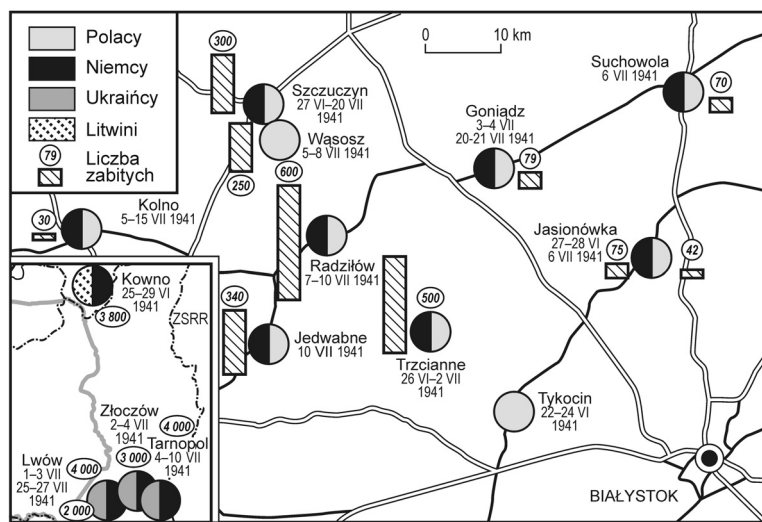 Polacy
Niemcy
Ukraińcy
Litwini
79
Liczba
zabitych
300
0 10 km
Szczuczyn
27 VI–20 VII
1941
Wąsosz
5–8 VII 1941
250
600
Suchowola
6 VII 1941
70
Goniądz
3–4 VII
20-21 VII 1941
79
Kolno
5–15 VII 1941
30
Radziłów
7–10 VII 1941
Jasionówka
27–28 VI
6 VII 1941
75
42
340
Jedwabne
10 VII 1941
500
Trzcianne
26 VI–2 VII
1941
Tykocin
22–24 VI
1941
BIAŁYSTOK
Kowno
25–29 VI
1941
3 800
ZSRR
Złoczów
2–4 VII
1941
3 000
4 000
Tarnopol
4–10 VII
1941
Lwów
1–3 VII
25–27 VII
1941
4 000
2 000